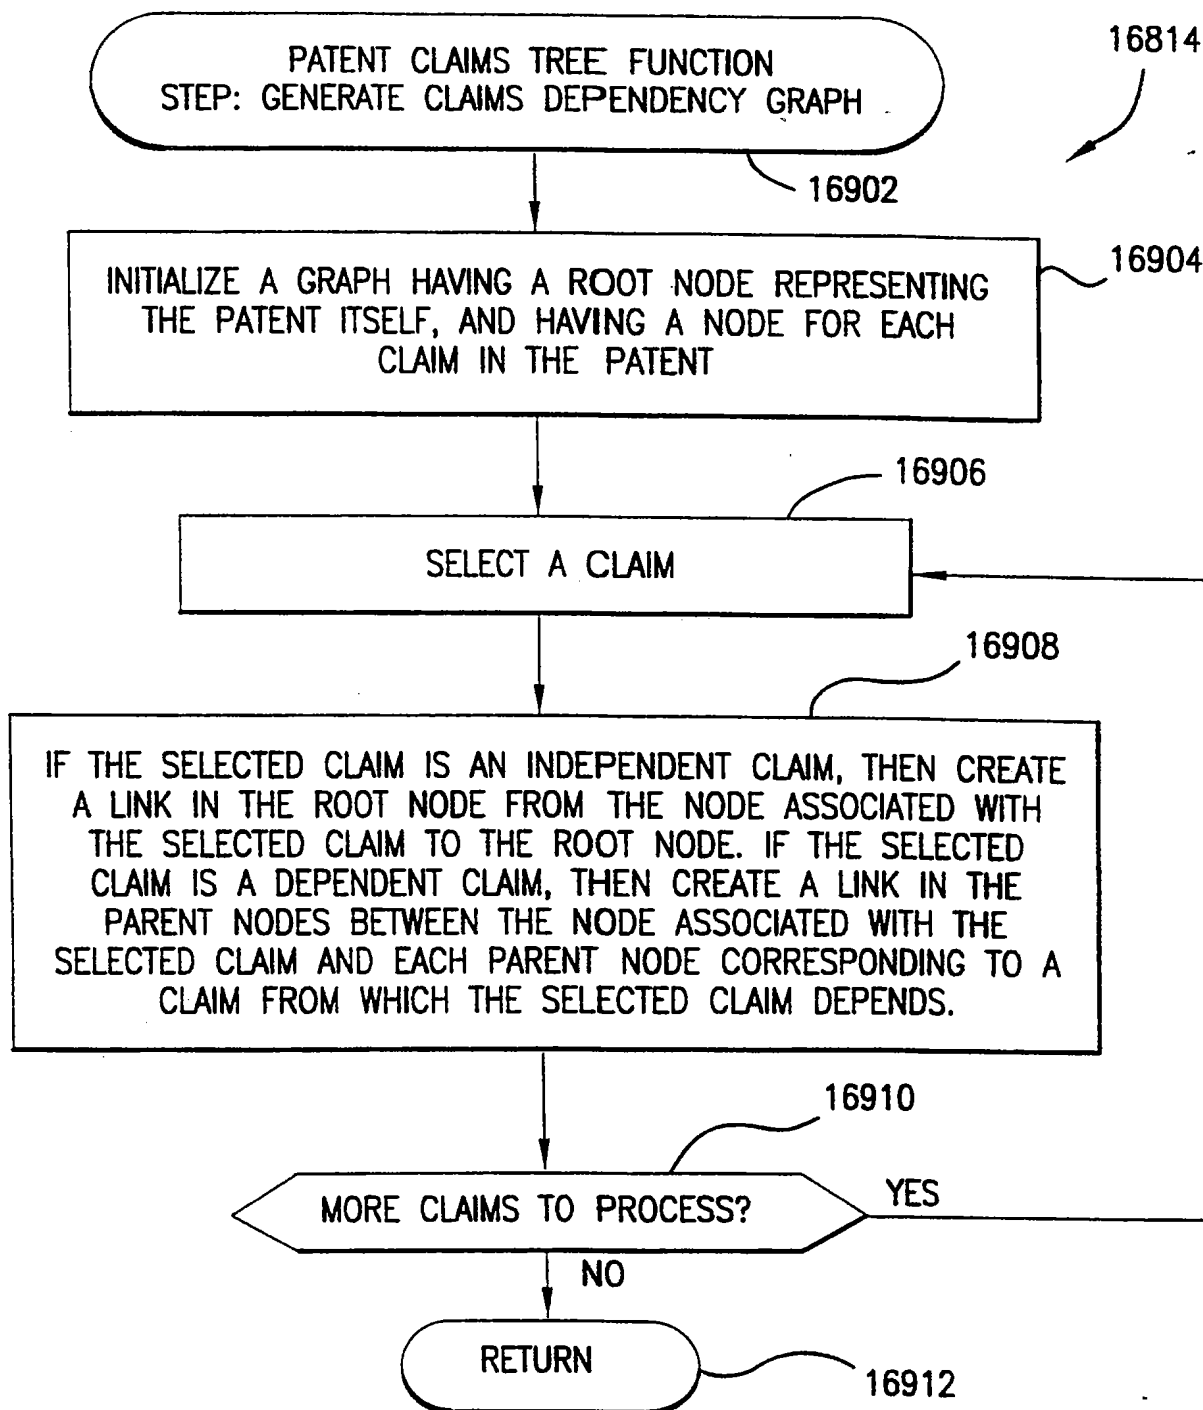 16814
PATENT CLAIMS TREE FUNCTION
STEP: GENERATE CLAIMS DEPENDENCY GRAPH
16902
16904
INITIALIZE A GRAPH HAVING A ROOT NODE REPRESENTING
THE PATENT ITSELF, AND HAVING A NODE FOR EACH
CLAIM IN THE PATENT
16906
SELECT A CLAIM
16908
IF THE SELECTED CLAIM IS AN INDEPENDENT CLAIM, THEN CREATE
A LINK IN THE ROOT NODE FROM THE NODE ASSOCIATED WITH
THE SELECTED CLAIM TO THE ROOT NODE. IF THE SELECTED
CLAIM IS A DEPENDENT CLAIM, THEN CREATE A LINK IN THE
PARENT NODES BETWEEN THE NODE ASSOCIATED WITH THE
SELECTED CLAIM AND EACH PARENT NODE CORRESPONDING TO A
CLAIM FROM WHICH THE SELECTED CLAIM DEPENDS.
16910
MORE CLAIMS TO PROCESS?
YES
NO
RETURN
16912